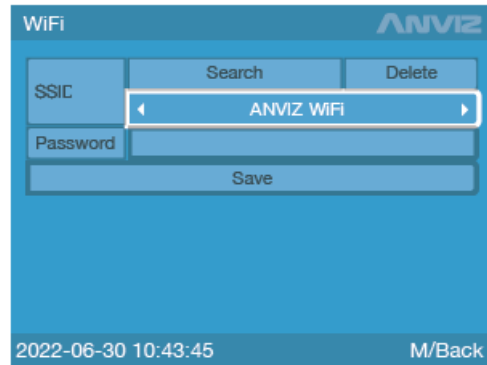 WiFi ANVIZ
SSID Search Delete
ANVIZ WiFi
Password
Save
2022-06-30 10:43:45 M/Back